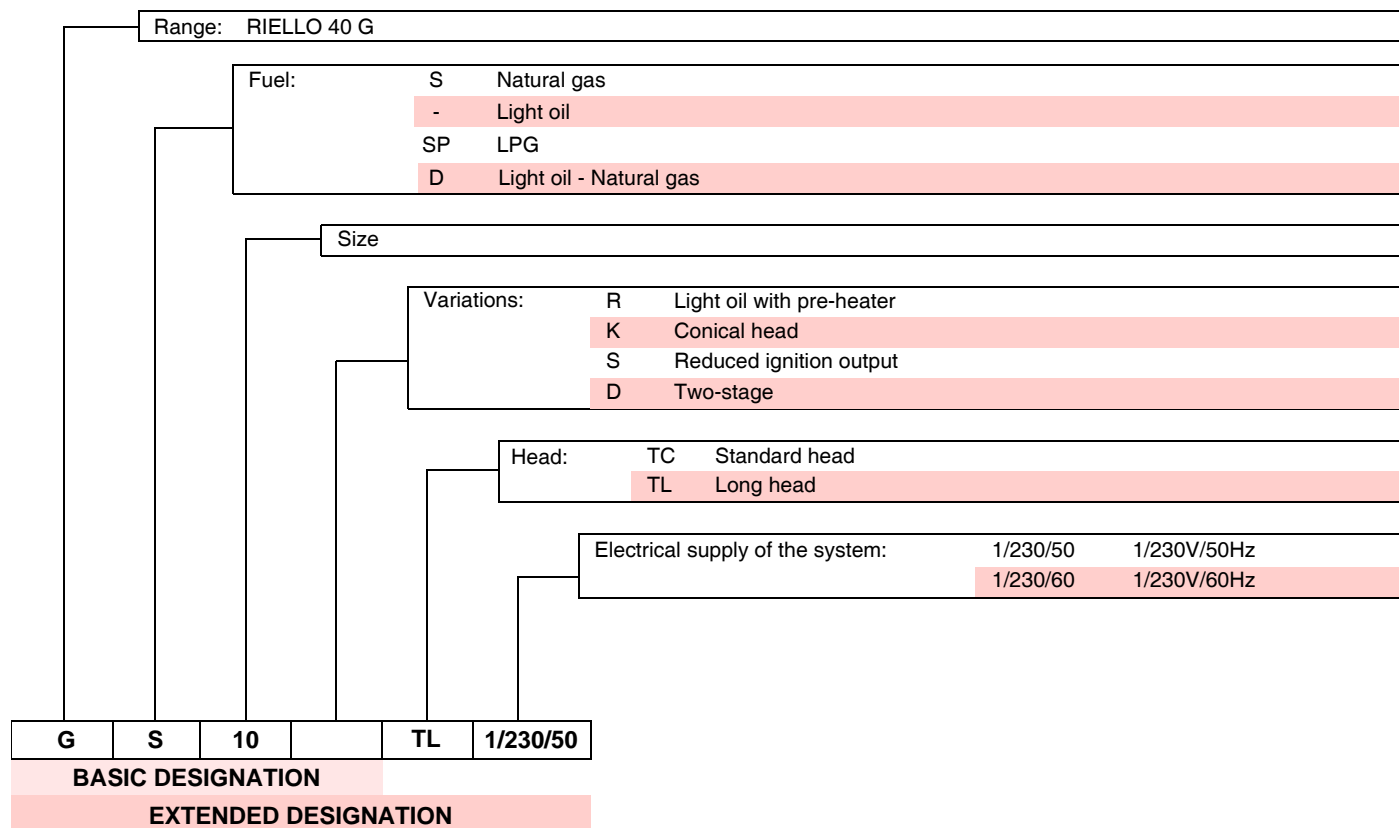 Range: RIELLO 40 G
Fuel: S Natural gas
- Light oil
SP LPG
D Light oil - Natural gas
Size
Variations: R Light oil with pre-heater
K Conical head
S Reduced ignition output
D Two-stage
Head: TC Standard head
TL Long head
Electrical supply of the system: 1/230/50 1/230V/50Hz
1/230/60 1/230V/60Hz
G S 10 TL 1/230/50
BASIC DESIGNATION
EXTENDED DESIGNATION